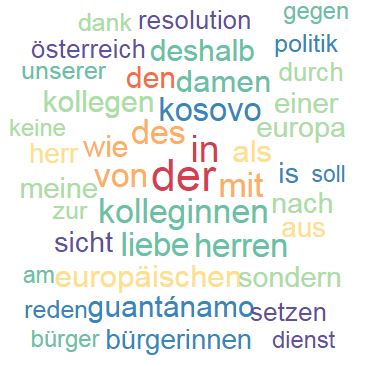 dank resolution gegen
österreich deshalb politik
unserer den damen durch
kollegen kosovo einer
keine wie des in europa
herr als
meine von der mit is soll
zur kolleginnen nach
sicht liebe herren aus
am europäischen sondern
reden guantánamo setzen
bürger bürgerinnen dienst